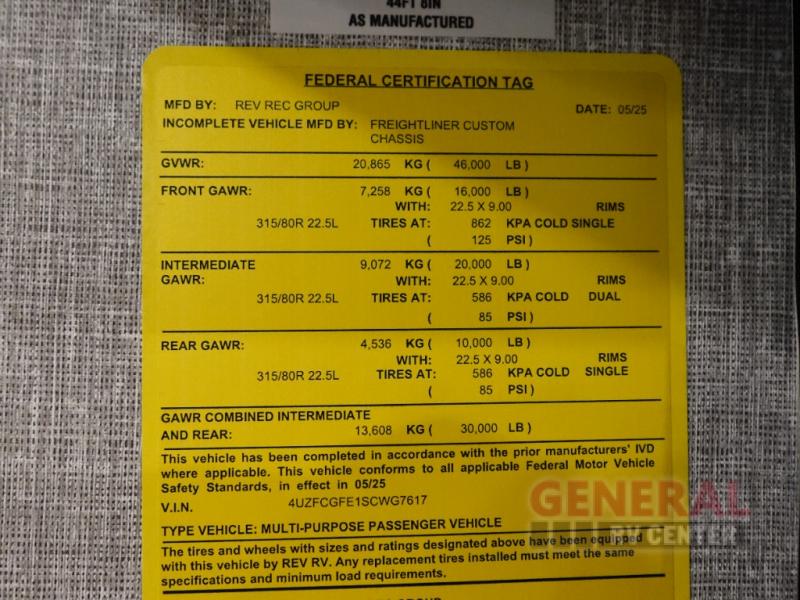 44FT 8IN
AS MANUFACTURED
FEDERAL CERTIFICATION TAG
MFD BY: REV REC GROUP DATE: 05/25
INCOMPLETE VEHICLE MFD BY: FREIGHTLINER CUSTOM
CHASSIS
GVWR: 20,865 KG ( 46,000 LB )
FRONT GAWR: 7,258 KG ( 16,000 LB )
WITH: 22.5 X 9.00 RIMS
315/80R 22.5L TIRES AT: 862 KPA COLD SINGLE
( 125 PSI )
INTERMEDIATE 9,072 KG ( 20,000 LB )
GAWR: WITH: 22.5 X 9.00 RIMS
315/80R 22.5L TIRES AT: 586 KPA COLD DUAL
( 85 PSI )
REAR GAWR: 4,536 KG ( 10,000 LB )
WITH: 22.5 X 9.00 RIMS
315/80R 22.5L TIRES AT: 586 KPA COLD SINGLE
( 85 PSI )
GAWR COMBINED INTERMEDIATE
AND REAR: 13,608 KG ( 30,000 LB )
This vehicle has been completed in accordance with the prior manufacturers' IVD
where applicable. This vehicle conforms to all applicable Federal Motor Vehicle
Safety Standards, in effect in 05/25
V.I.N. 4UZFCGFE1SCWG7617
TYPE VEHICLE: MULTI-PURPOSE PASSENGER VEHICLE
The tires and wheels with sizes and ratings designated above have been equipped
with this vehicle by REV RV. Any replacement tires installed must meet the same
specifications and minimum load requirements.
GENERAL
RV CENTER